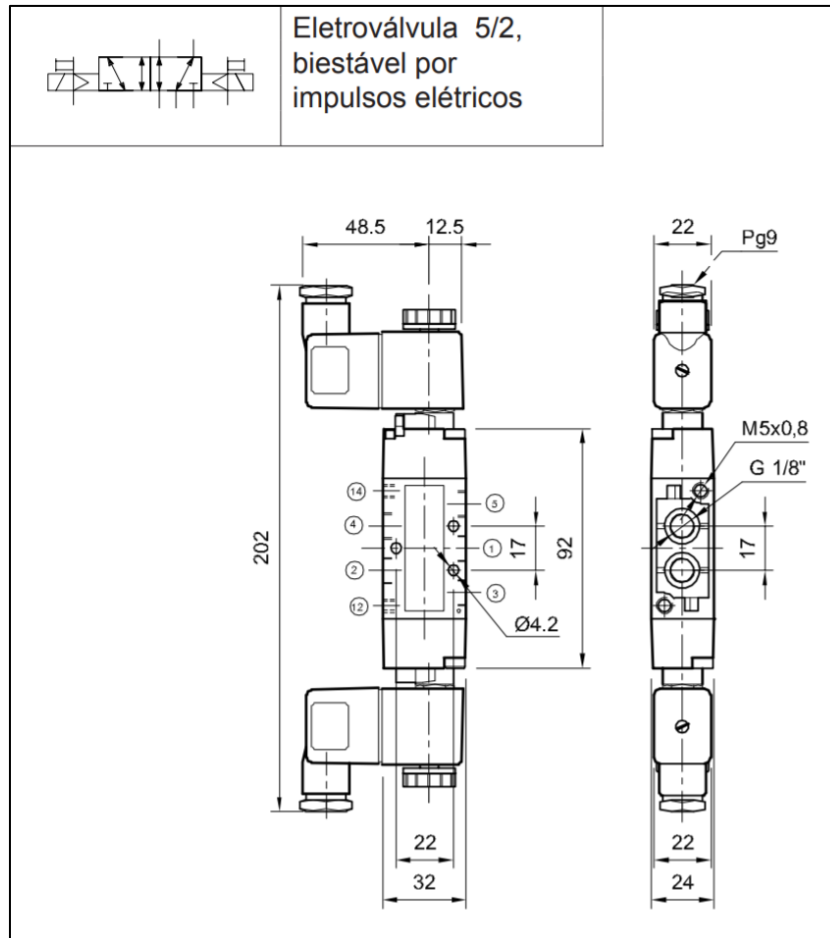 Eletroválvula 5/2,
biestável por
impulsos elétricos
48.5
12.5
22
Pg9
M5x0,8
G 1/8"
14
5
4
1
17
92
17
202
2
3
12
Ø4.2
22
32
22
24